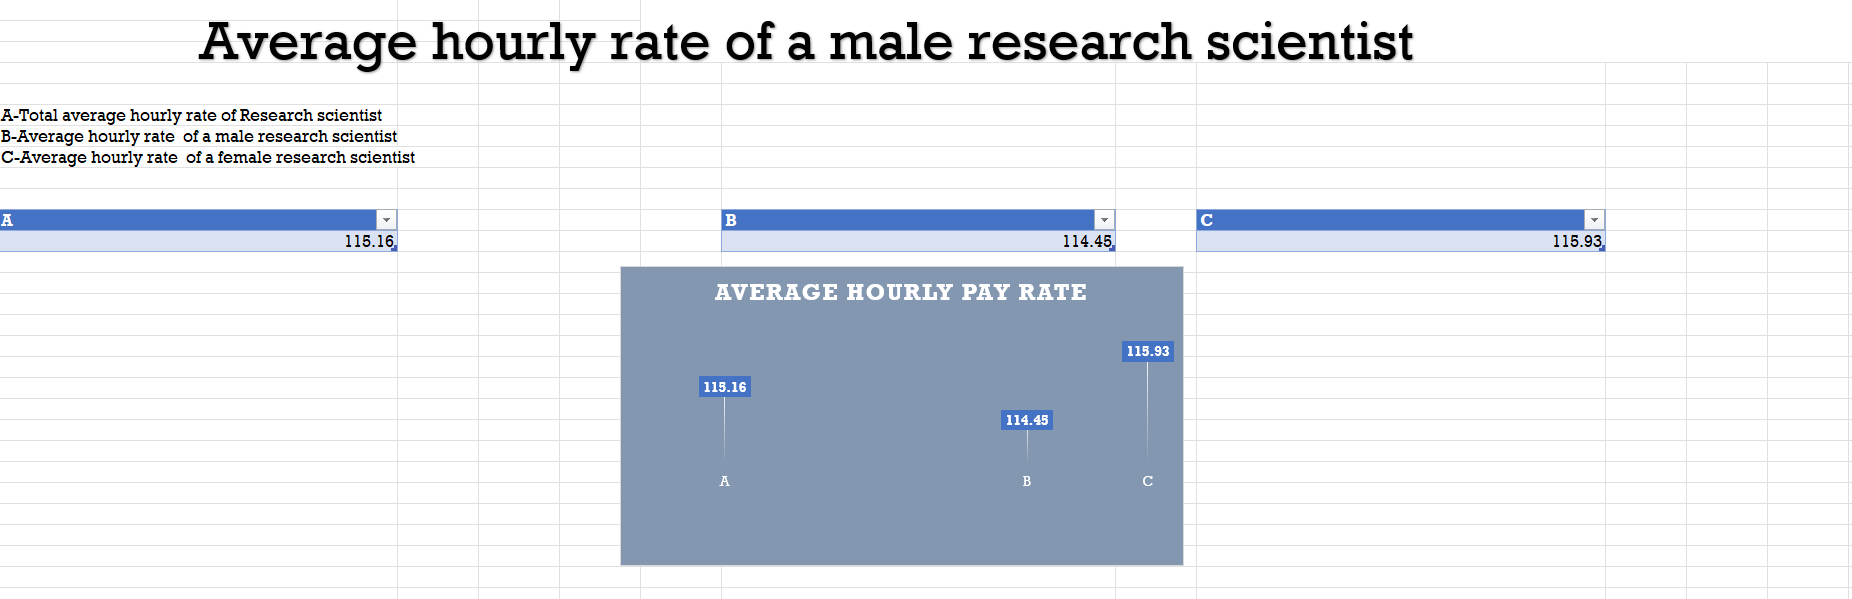 Average hourly rate of a male research scientist
A-Total average hourly rate of Research scientist
B-Average hourly rate  of a male research scientist
C-Average hourly rate  of a female research scientist
A B C
115.16 114.45 115.93
AVERAGE HOURLY PAY RATE
115.93
115.16
114.45
A B C